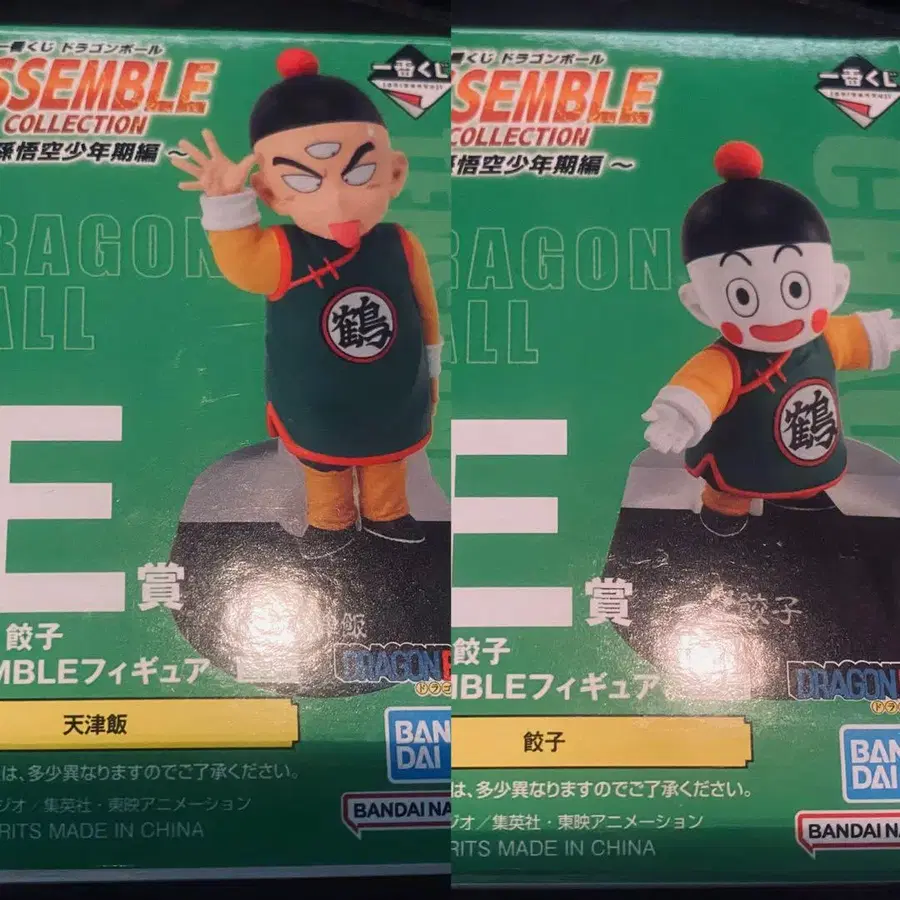 一番くじ ドラゴンボール
SSEMBLE
COLLECTION
孫悟空少年期編 ~
一番くじ
RAGON
ALL
鶴
E賞
餃子
MBLEフィギュア
飯
DRAGON
天津飯
BAN
DAI
は、多少異なりますのでご了承ください。
ジオ/集英社・東映アニメーション
BANDAI NA
RITS MADE IN CHINA
番くじ ドラゴンボール
SEMBLE
COLLECTION
悟空少年期編 ~
一番くじ
AGON
ALL
鶴
E賞
餃子
餃子
MBLEフィギュア
DRAGON
餃子
BAN
DAI
は、多少異なりますのでご了承ください。
ジオ/集英社・東映アニメーション
BANDAI NA
RITS MADE IN CHINA